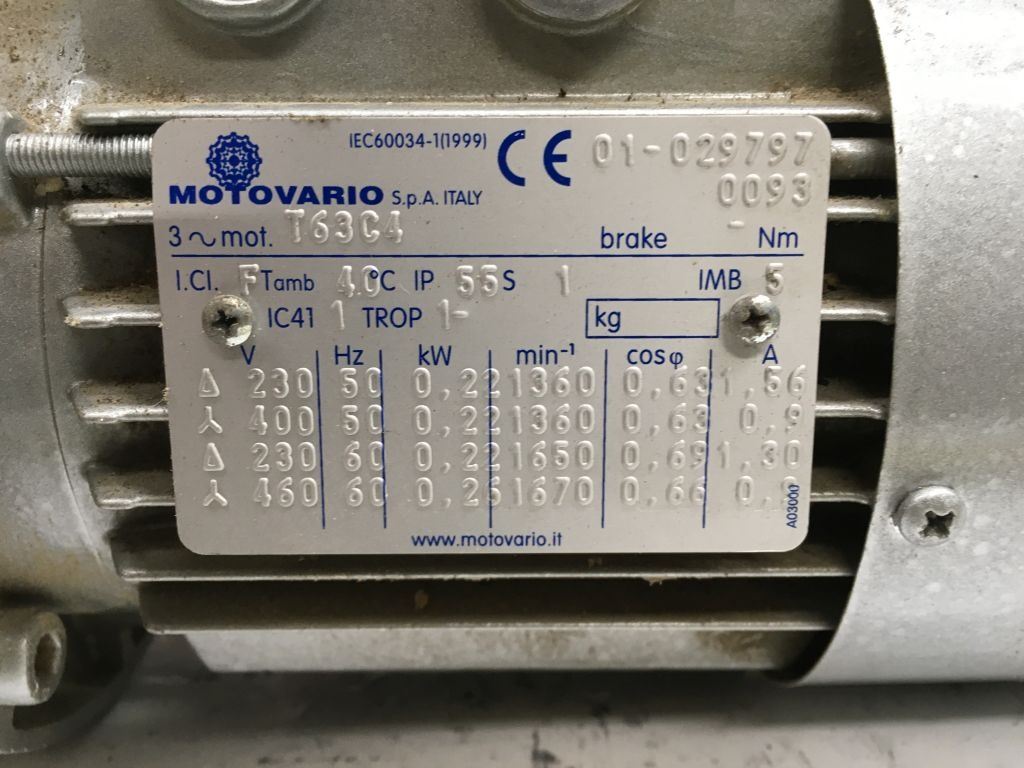 IEC60034-1(1999) CE 01-029797
MOTOVARIO S.p.A. ITALY 0093
3~mot. T63C4 brake - Nm
I.Cl. F Tamb 40°C IP 55 S 1 IMB 5
IC41 1 TROP 1- kg
V Hz kW min-1 cosφ A
Δ 230 50 0,22 1360 0,63 1,56
⅄ 400 50 0,22 1360 0,63 0,9
Δ 230 60 0,22 1650 0,69 1,30
⅄ 460 60 0,26 1670 0,66
A03000
www.motovario.it